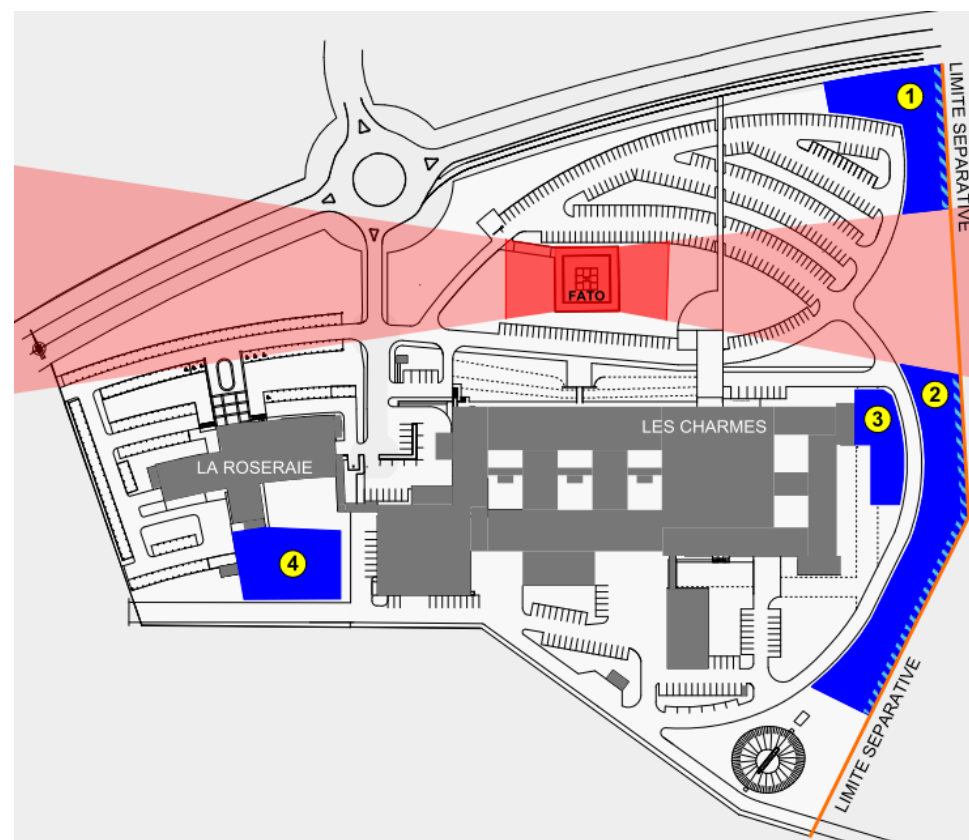 1
LIMITE SEPARATIVE
FATO
2
3
LES CHARMES
LA ROSERAIE
4
LIMITE SEPARATIVE